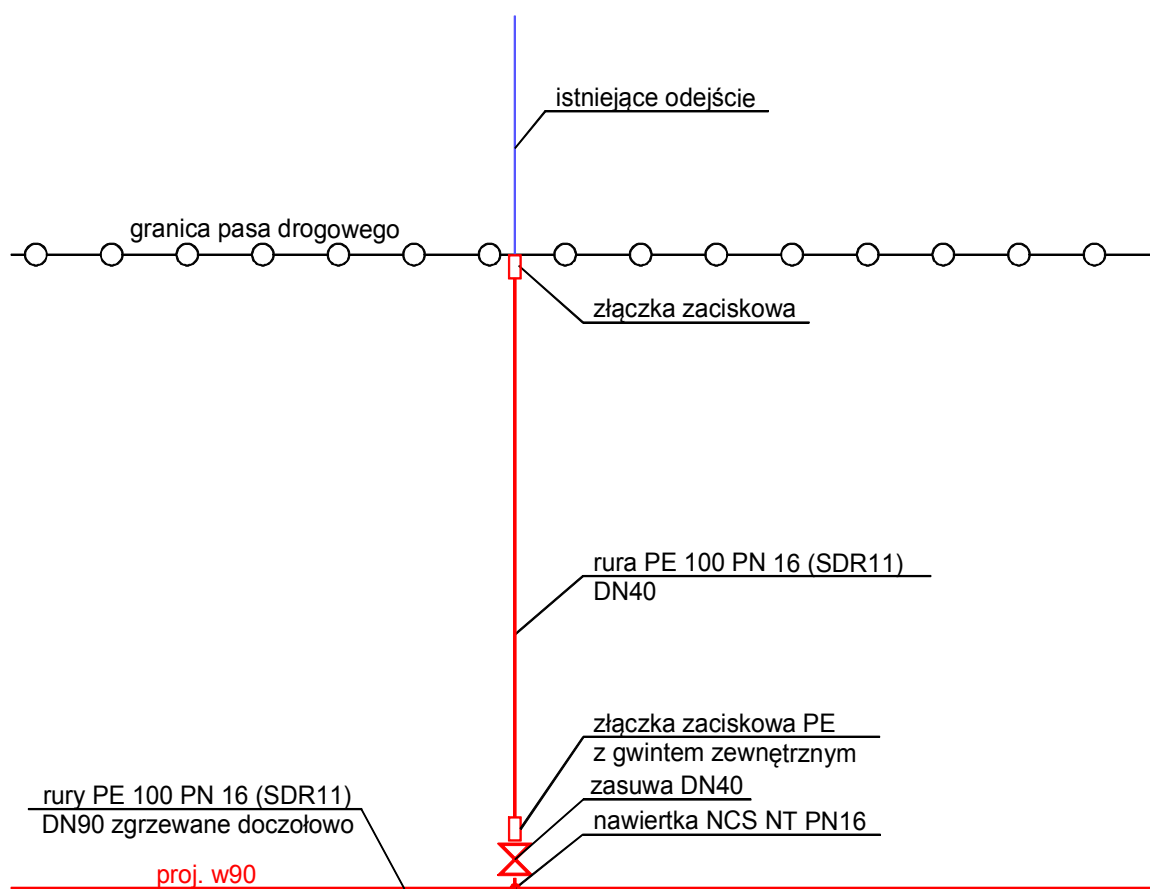 istniejące odejście
granica pasa drogowego
złączka zaciskowa
rura PE 100 PN 16 (SDR11)
DN40
złączka zaciskowa PE
z gwintem zewnętrznym
zasuwa DN40
nawiertka NCS NT PN16
rury PE 100 PN 16 (SDR11)
DN90 zgrzewane doczołowo
proj. w90